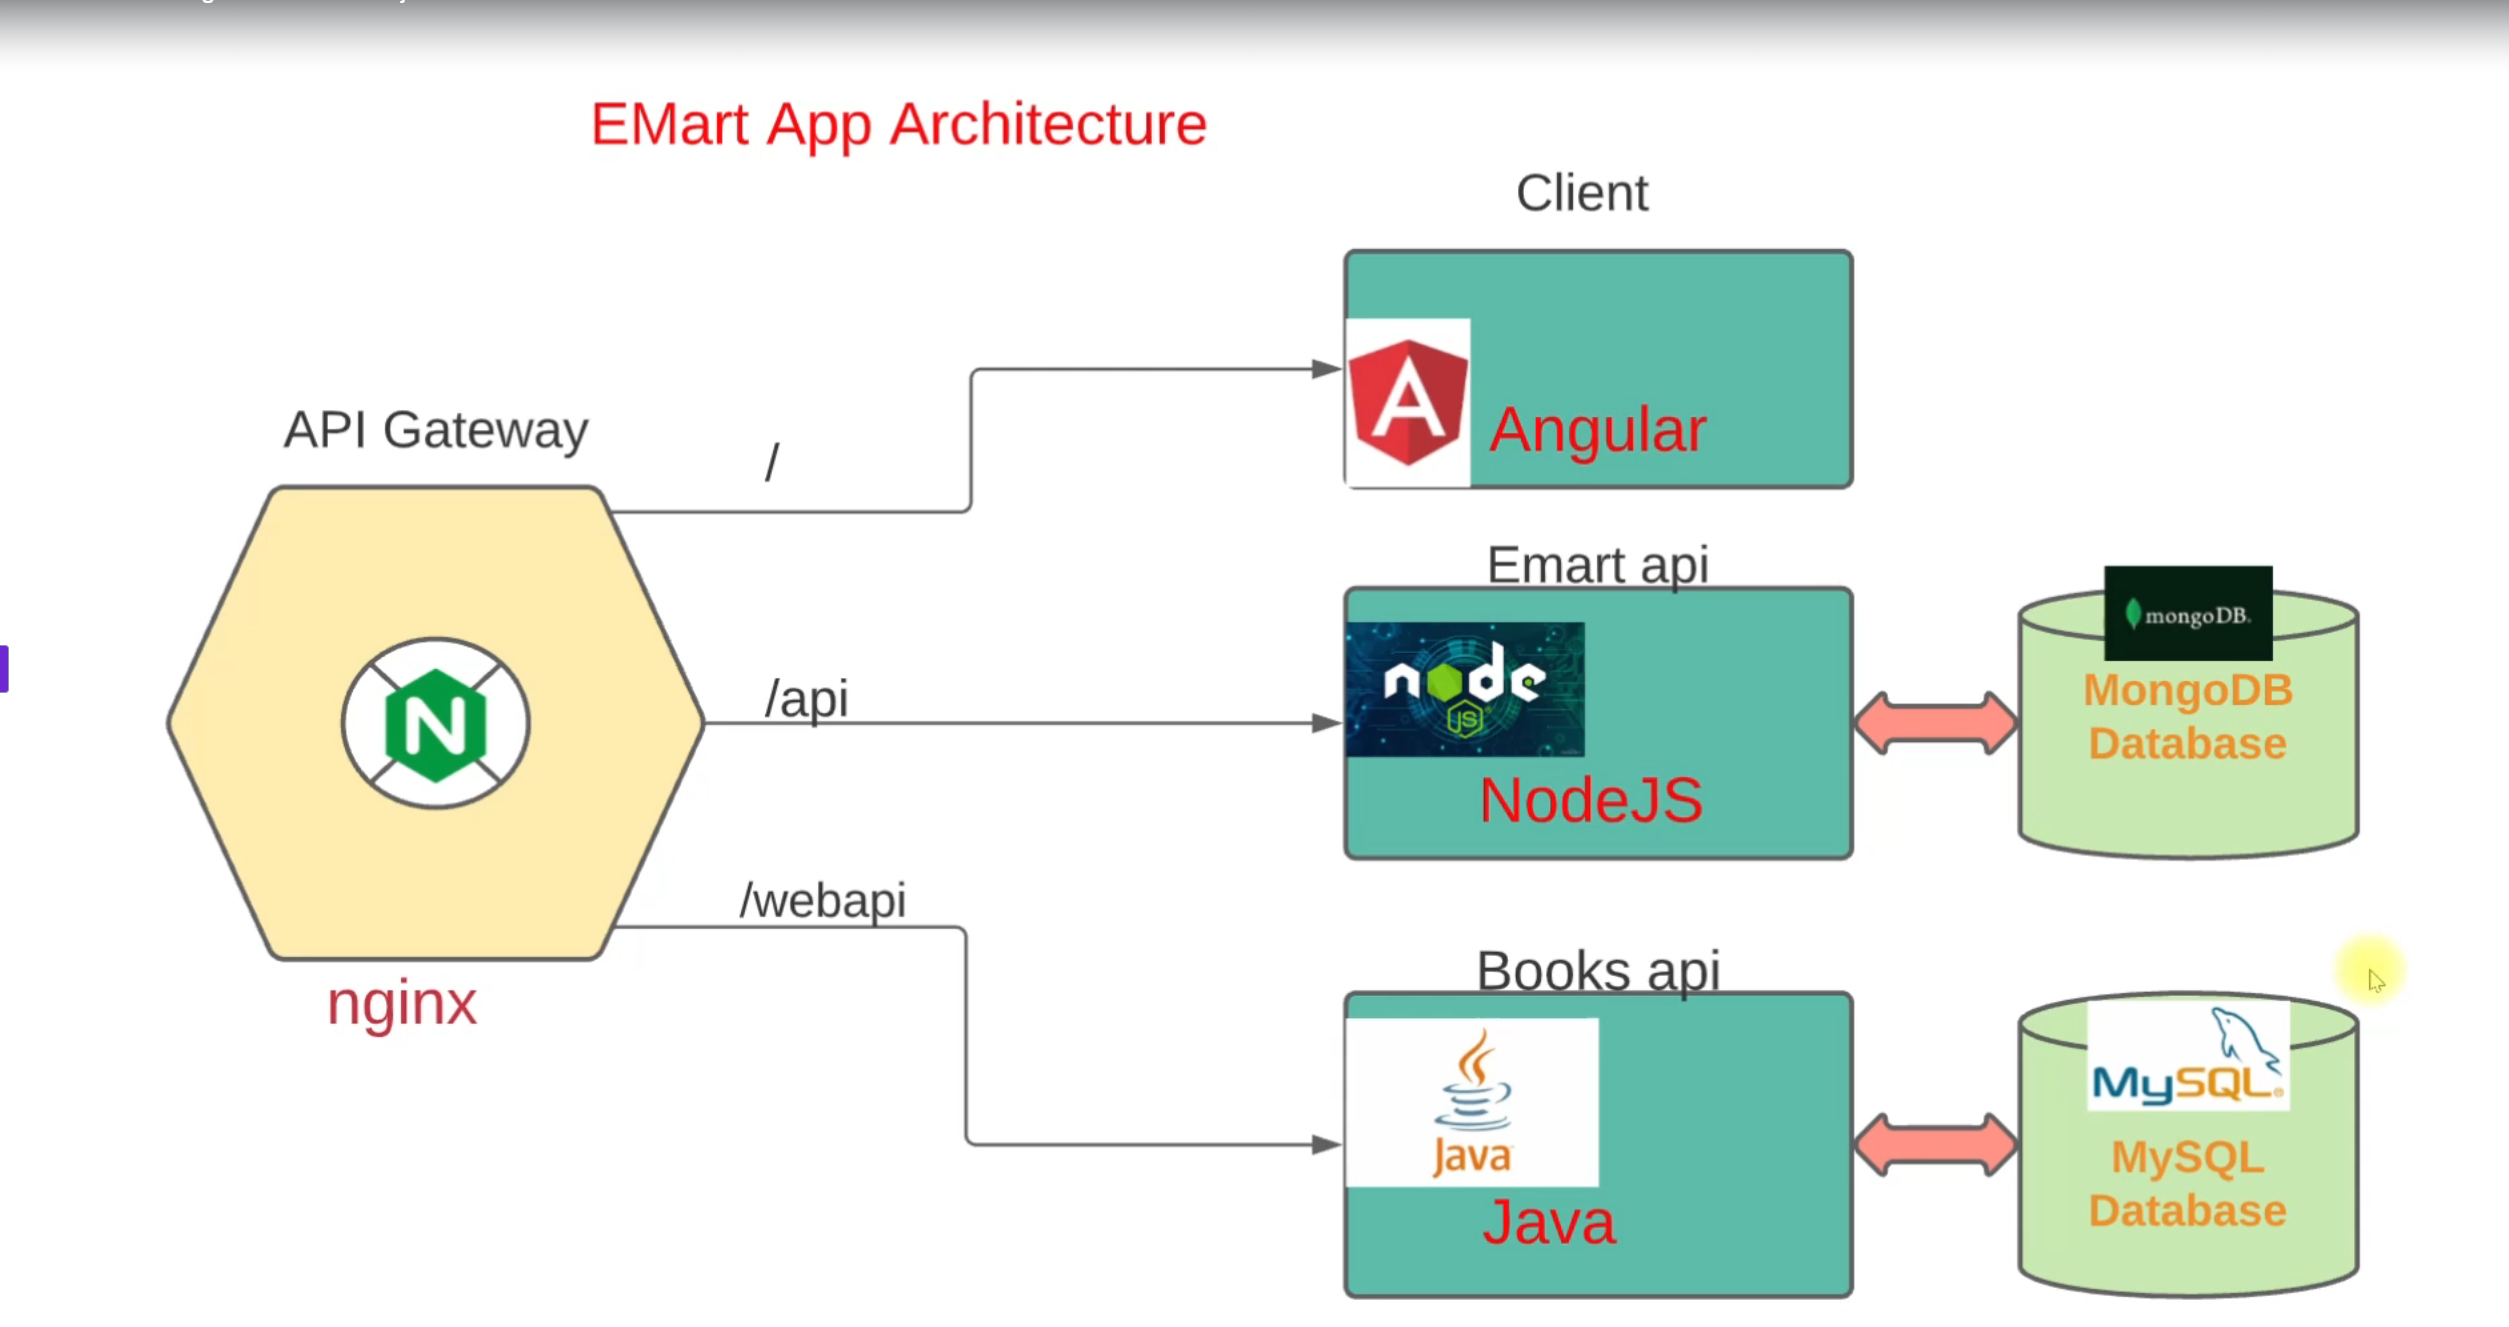 EMart App Architecture
Client
Angular
API Gateway
/
Emart api
node
JS
NodeJS
mongoDB.
MongoDB
Database
/api
/webapi
nginx
N
Books api
Java
Java
MySQL®
MySQL
Database